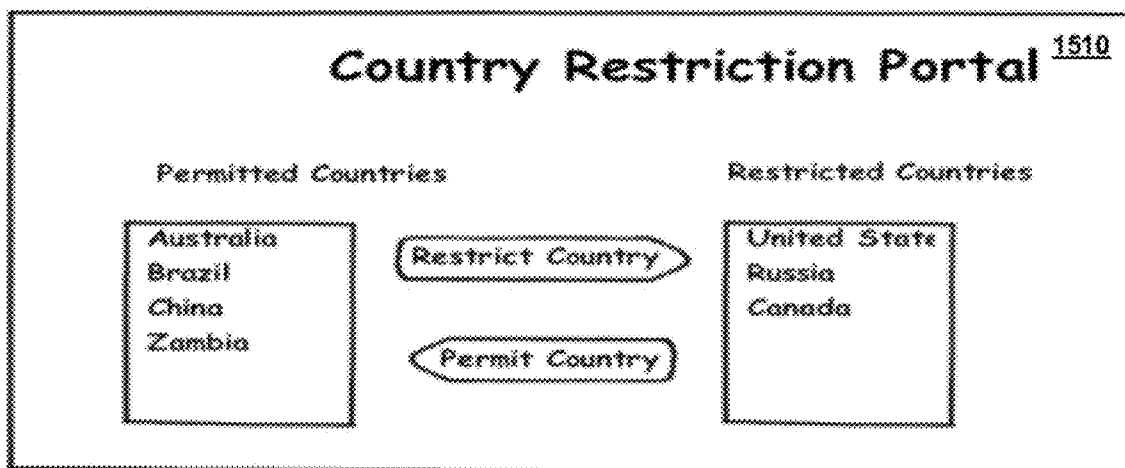 Country Restriction Portal 1510
Permitted Countries
Restricted Countries
Australia
Brazil
China
Zambia
Restrict Country
Permit Country
United State
Russia
Canada